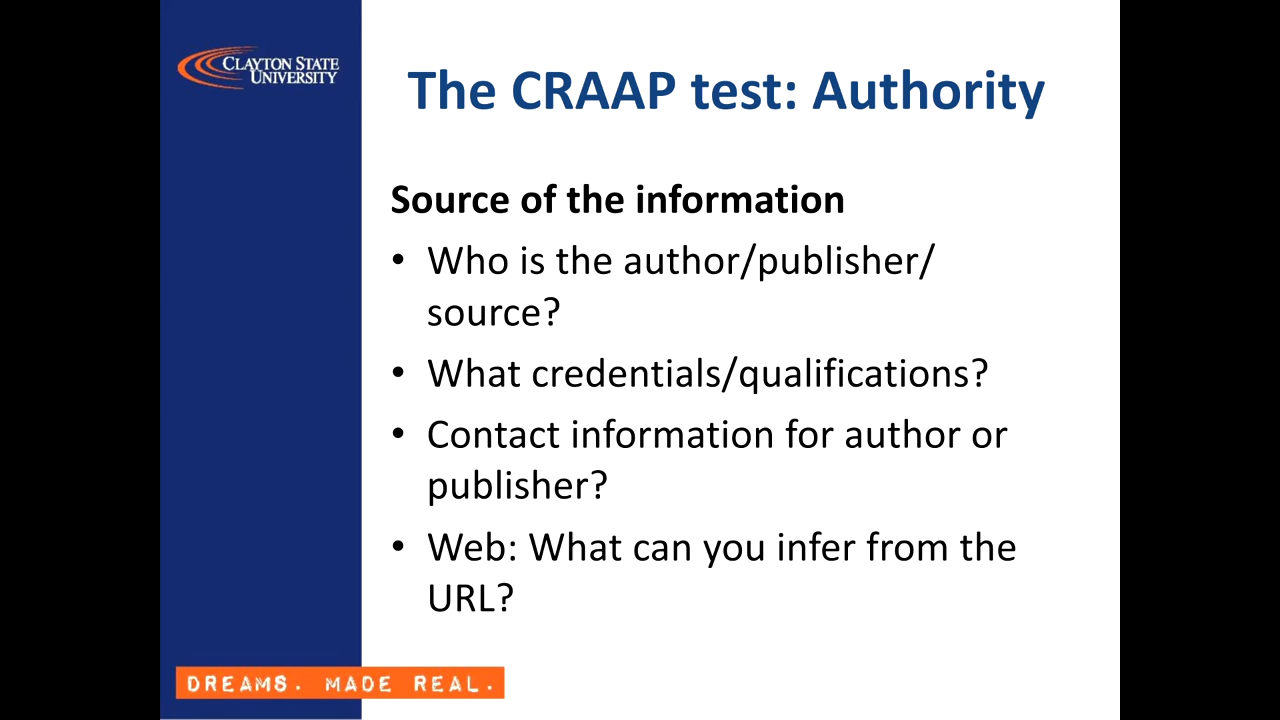 CLAYTON STATE
UNIVERSITY
The CRAAP test: Authority
Source of the information
• Who is the author/publisher/
source?
• What credentials/qualifications?
• Contact information for author or
publisher?
• Web: What can you infer from the
URL?
DREAMS. MADE REAL.